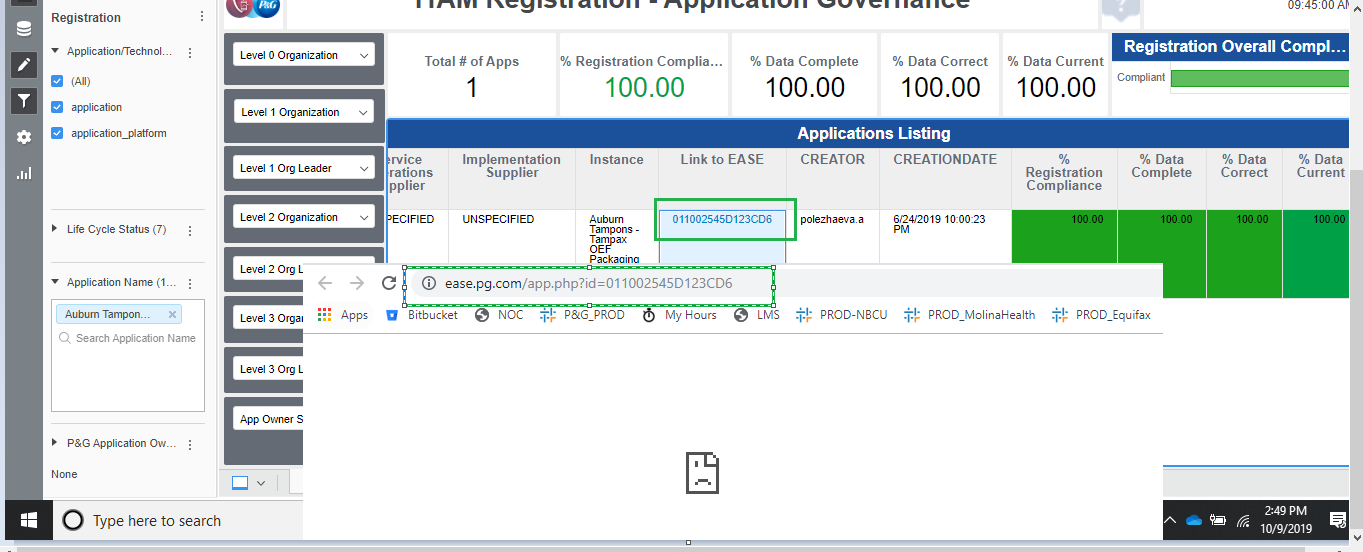 Registration
Application/Technol...
(All)
application
application_platform
Life Cycle Status (7)
Application Name (1...
Auburn Tampon...
Search Application Name
P&G Application Ow...
None
P&G
Registration - Application Governance
09:45:00 AM
Level 0 Organization
Level 1 Organization
Level 1 Org Leader
Level 2 Organization
Level 2 Org L
Level 3 Organ
Level 3 Org L
App Owner S
Total # of Apps
1
% Registration Complia...
100.00
% Data Complete
100.00
% Data Correct
100.00
% Data Current
100.00
Registration Overall Compl...
Compliant
Applications Listing
ervice
erations
pplier
Implementation
Supplier
Instance
Link to EASE
CREATOR
CREATIONDATE
%
Registration
Compliance
% Data
Complete
% Data
Correct
% Data
Current
PECIFIED
UNSPECIFIED
Auburn
Tampons -
Tampax
OEF
Packaging
011002545D123CD6
polezhaeva.a
6/24/2019 10:00:23
PM
100.00
100.00
100.00
100.00
ease.pg.com/app.php?id=011002545D123CD6
Apps
Bitbucket
NOC
P&G_PROD
My Hours
LMS
PROD-NBCU
PROD_MolinaHealth
PROD_Equifax
Type here to search
2:49 PM
10/9/2019